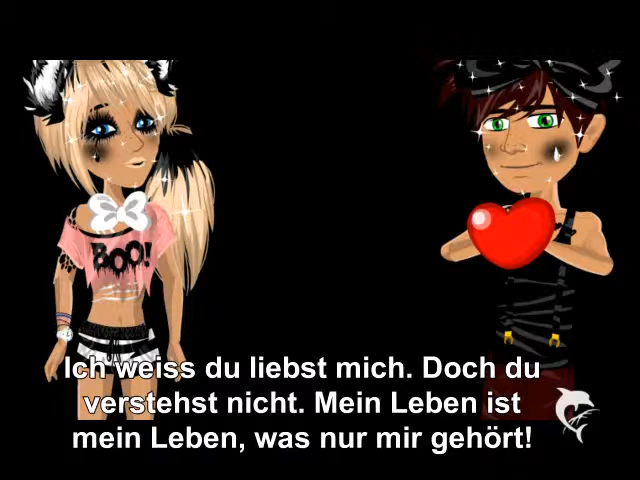 BOO!
Ich weiss du liebst mich. Doch du
verstehst nicht. Mein Leben ist
mein Leben, was nur mir gehört!